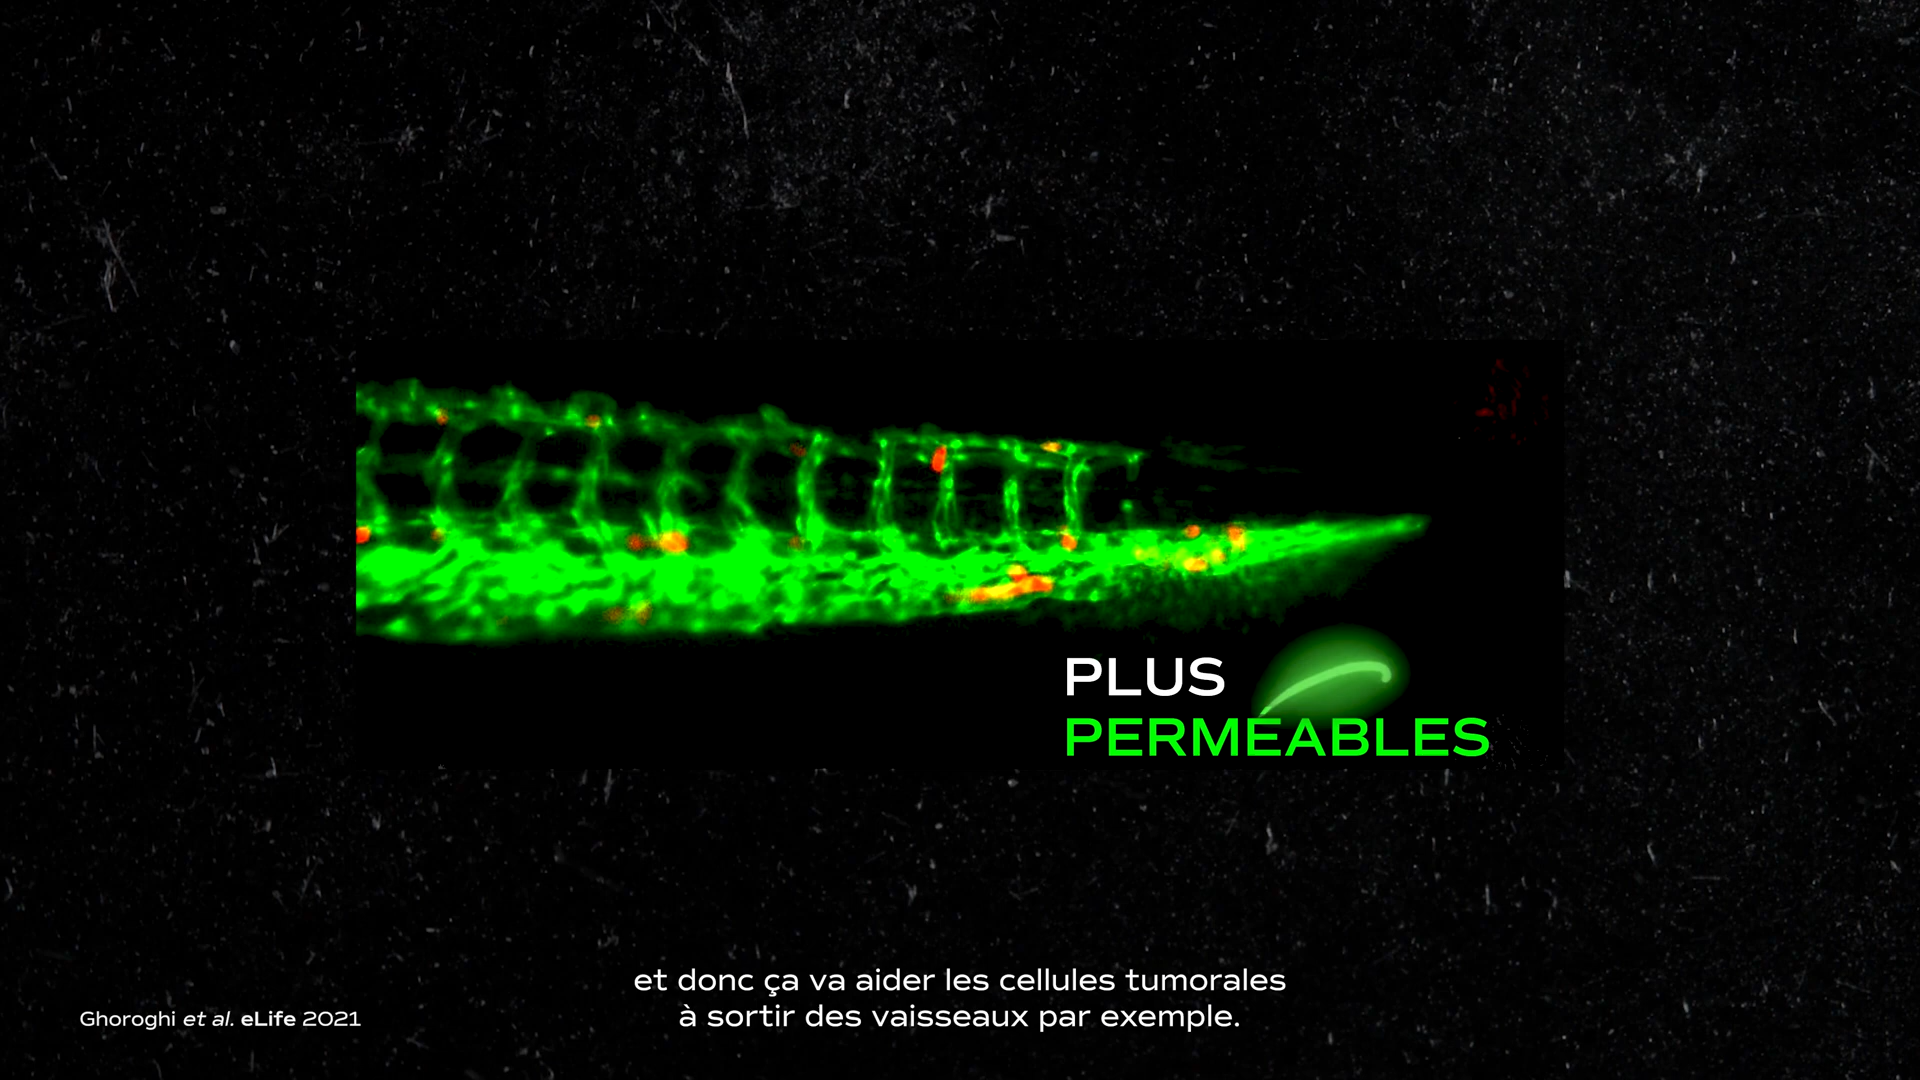 PLUS
PERMEABLES
et donc ça va aider les cellules tumorales
à sortir des vaisseaux par exemple.
Ghoroghi et al. eLife 2021